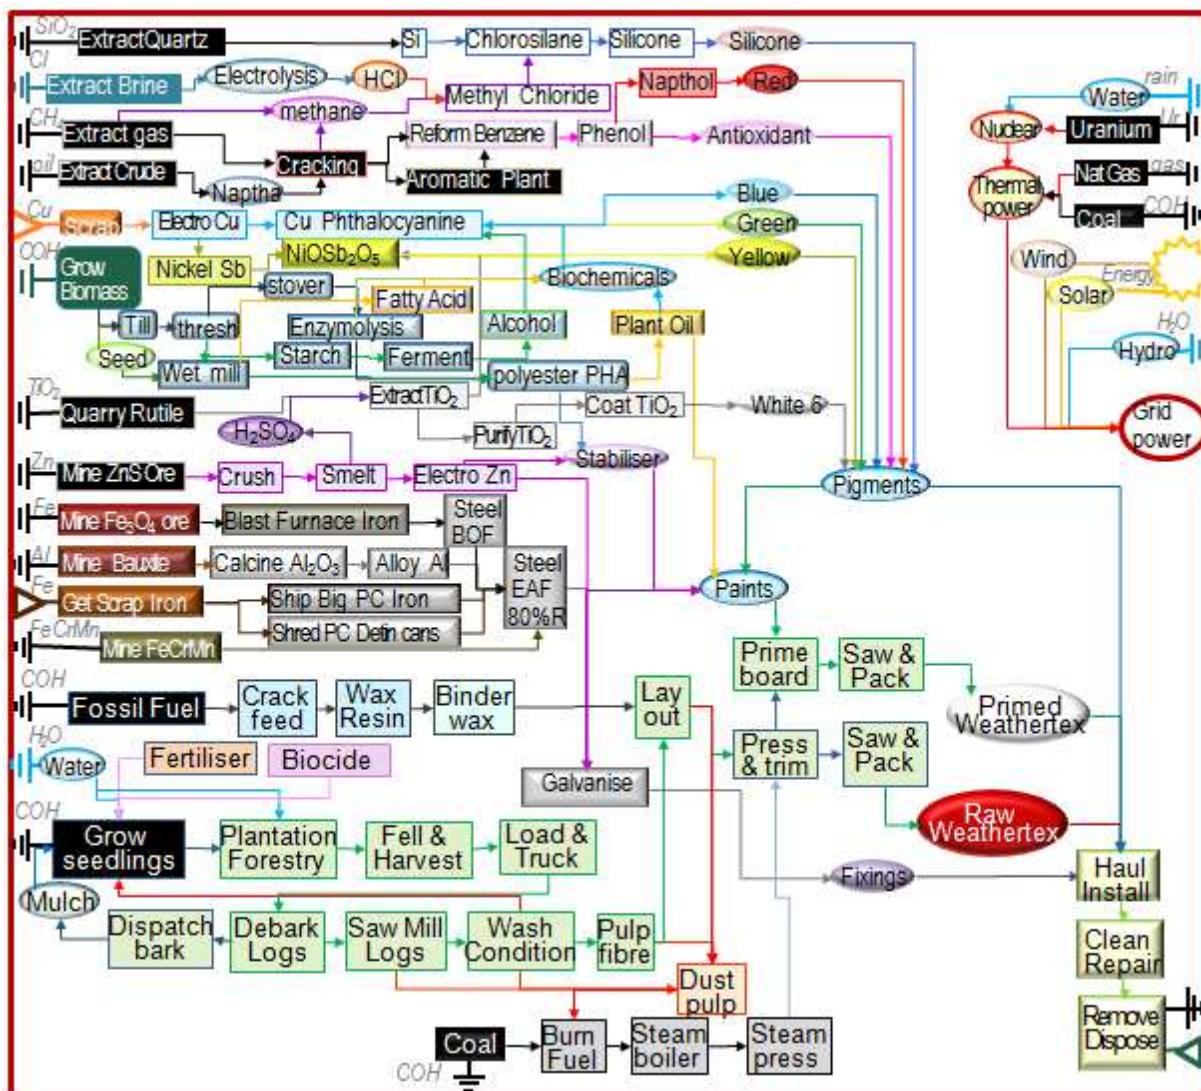 SiO2
Extract Quartz
Si
Chlorosilane
Silicone
Silicone
Cl
Extract Brine
Electrolysis
HCl
Methyl Chloride
Napthol
Red
rain
Water
methane
CH4
Extract gas
Reform Benzene
Phenol
Antioxidant
Nuclear
Uranium
Ur
oil
Extract Crude
Naptha
Cracking
Aromatic Plant
Thermal
power
Nat Gas
gas
Coal
COH
Cu
Scrap
Electro Cu
Cu Phthalocyanine
Blue
Green
Yellow
COH
Grow
Biomass
Nickel Sb
NiOSb2O5
Biochemicals
Wind
Solar
Energy
stover
Fatty Acid
Till
thresh
Enzymolysis
Alcohol
Plant Oil
H2O
Hydro
Seed
Wet mill
Starch
Ferment
polyester PHA
TiO2
Quarry Rutile
Extract TiO2
Coat TiO2
White 6
Grid
power
H2SO4
Purify TiO2
Stabiliser
Zn
Mine ZnS Ore
Crush
Smelt
Electro Zn
Pigments
Fe
Mine Fe3O4 ore
Blast Furnace Iron
Steel
BOF
Al
Mine Bauxite
Calcine Al2O3
Alloy Al
Steel
EAF
80%R
Paints
Fe
Get Scrap Iron
Ship Big PC Iron
Shred PC Detin cans
FeCrMn
Mine FeCrMn
Prime
board
Saw &
Pack
Primed
Weathertex
COH
Fossil Fuel
Crack
feed
Wax
Resin
Binder
wax
Lay
out
Press
& trim
Saw &
Pack
H2O
Water
Fertiliser
Biocide
Galvanise
Raw
Weathertex
COH
Grow
seedlings
Plantation
Forestry
Fell &
Harvest
Load &
Truck
Fixings
Haul
Install
Mulch
Dispatch
bark
Debark
Logs
Saw Mill
Logs
Wash
Condition
Pulp
fibre
Clean
Repair
Dust
pulp
Coal
COH
Burn
Fuel
Steam
boiler
Steam
press
Remove
Dispose